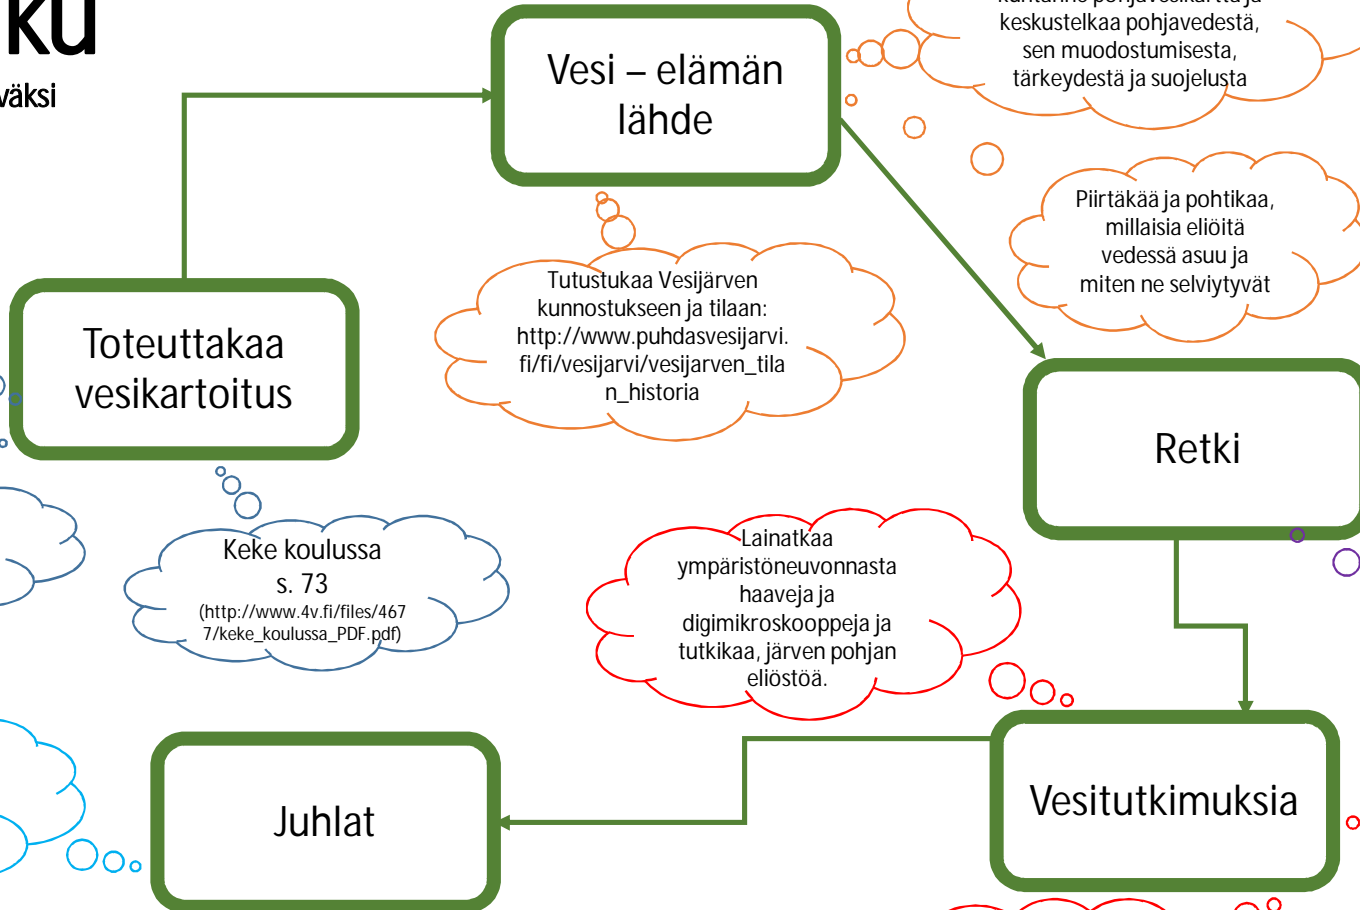 ku
väksi
Vesi – elämän
lähde
keskustelkaa pohjavedestä,
sen muodostumisesta,
tärkeydestä ja suojelusta
Piirtäkää ja pohtikaa,
millaisia eliöitä
vedessä asuu ja
miten ne selviytyvät
Tutustukaa Vesijärven
kunnostukseen ja tilaan:
http://www.puhdasvesijarvi.
fi/fi/vesijarvi/vesijarven_tila
n_historia
Toteuttakaa
vesikartoitus
Retki
Keke koulussa
s. 73
(http://www.4v.fi/files/467
7/keke_koulussa_PDF.pdf)
Lainatkaa
ympäristöneuvonnasta
haaveja ja
digimikroskooppeja ja
tutkikaa, järven pohjan
eliöstöä.
Vesitutkimuksia
Juhlat